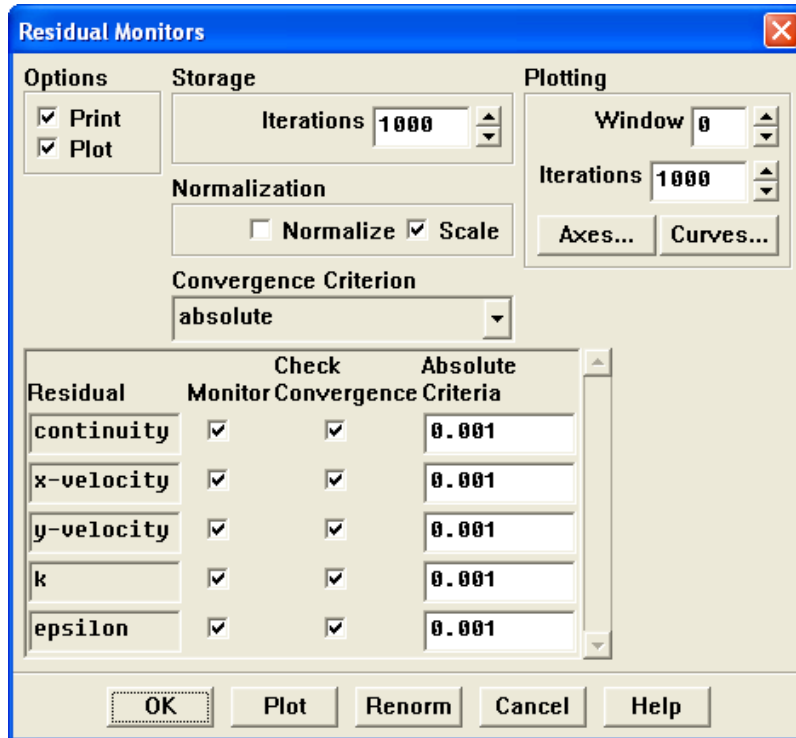 Residual Monitors
Options
Print
Plot
Storage
Iterations 1000
Normalization
Normalize Scale
Convergence Criterion
absolute
Plotting
Window 0
Iterations 1000
Axes... Curves...
Residual Monitor Check Convergence Absolute Criteria
continuity 0.001
x-velocity 0.001
y-velocity 0.001
k 0.001
epsilon 0.001
OK Plot Renorm Cancel Help